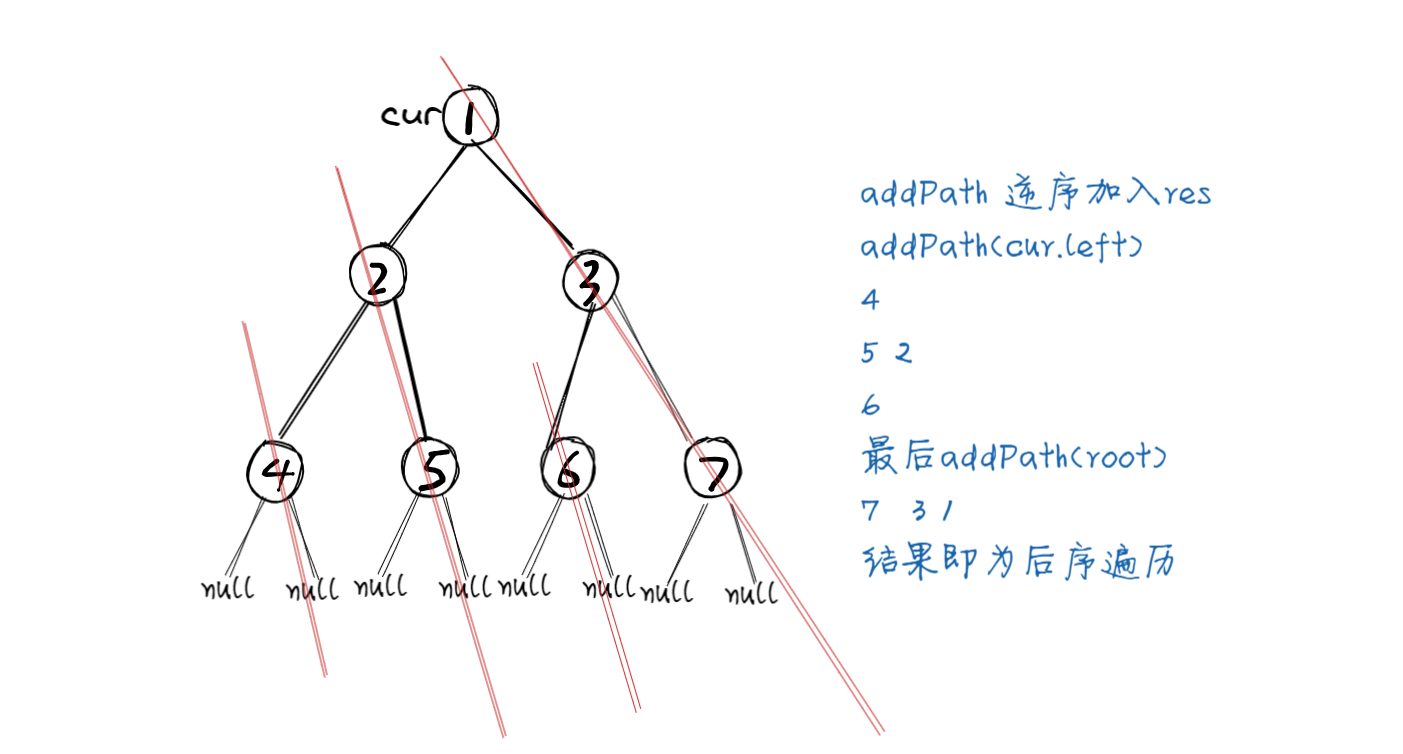 cur 1
2 3
4 5 6 7
null null null null null null null null
addPath 逆序加入res
addPath(cur.left)
4
5 2
6
最后addPath(root)
7 3 1
结果即为后序遍历